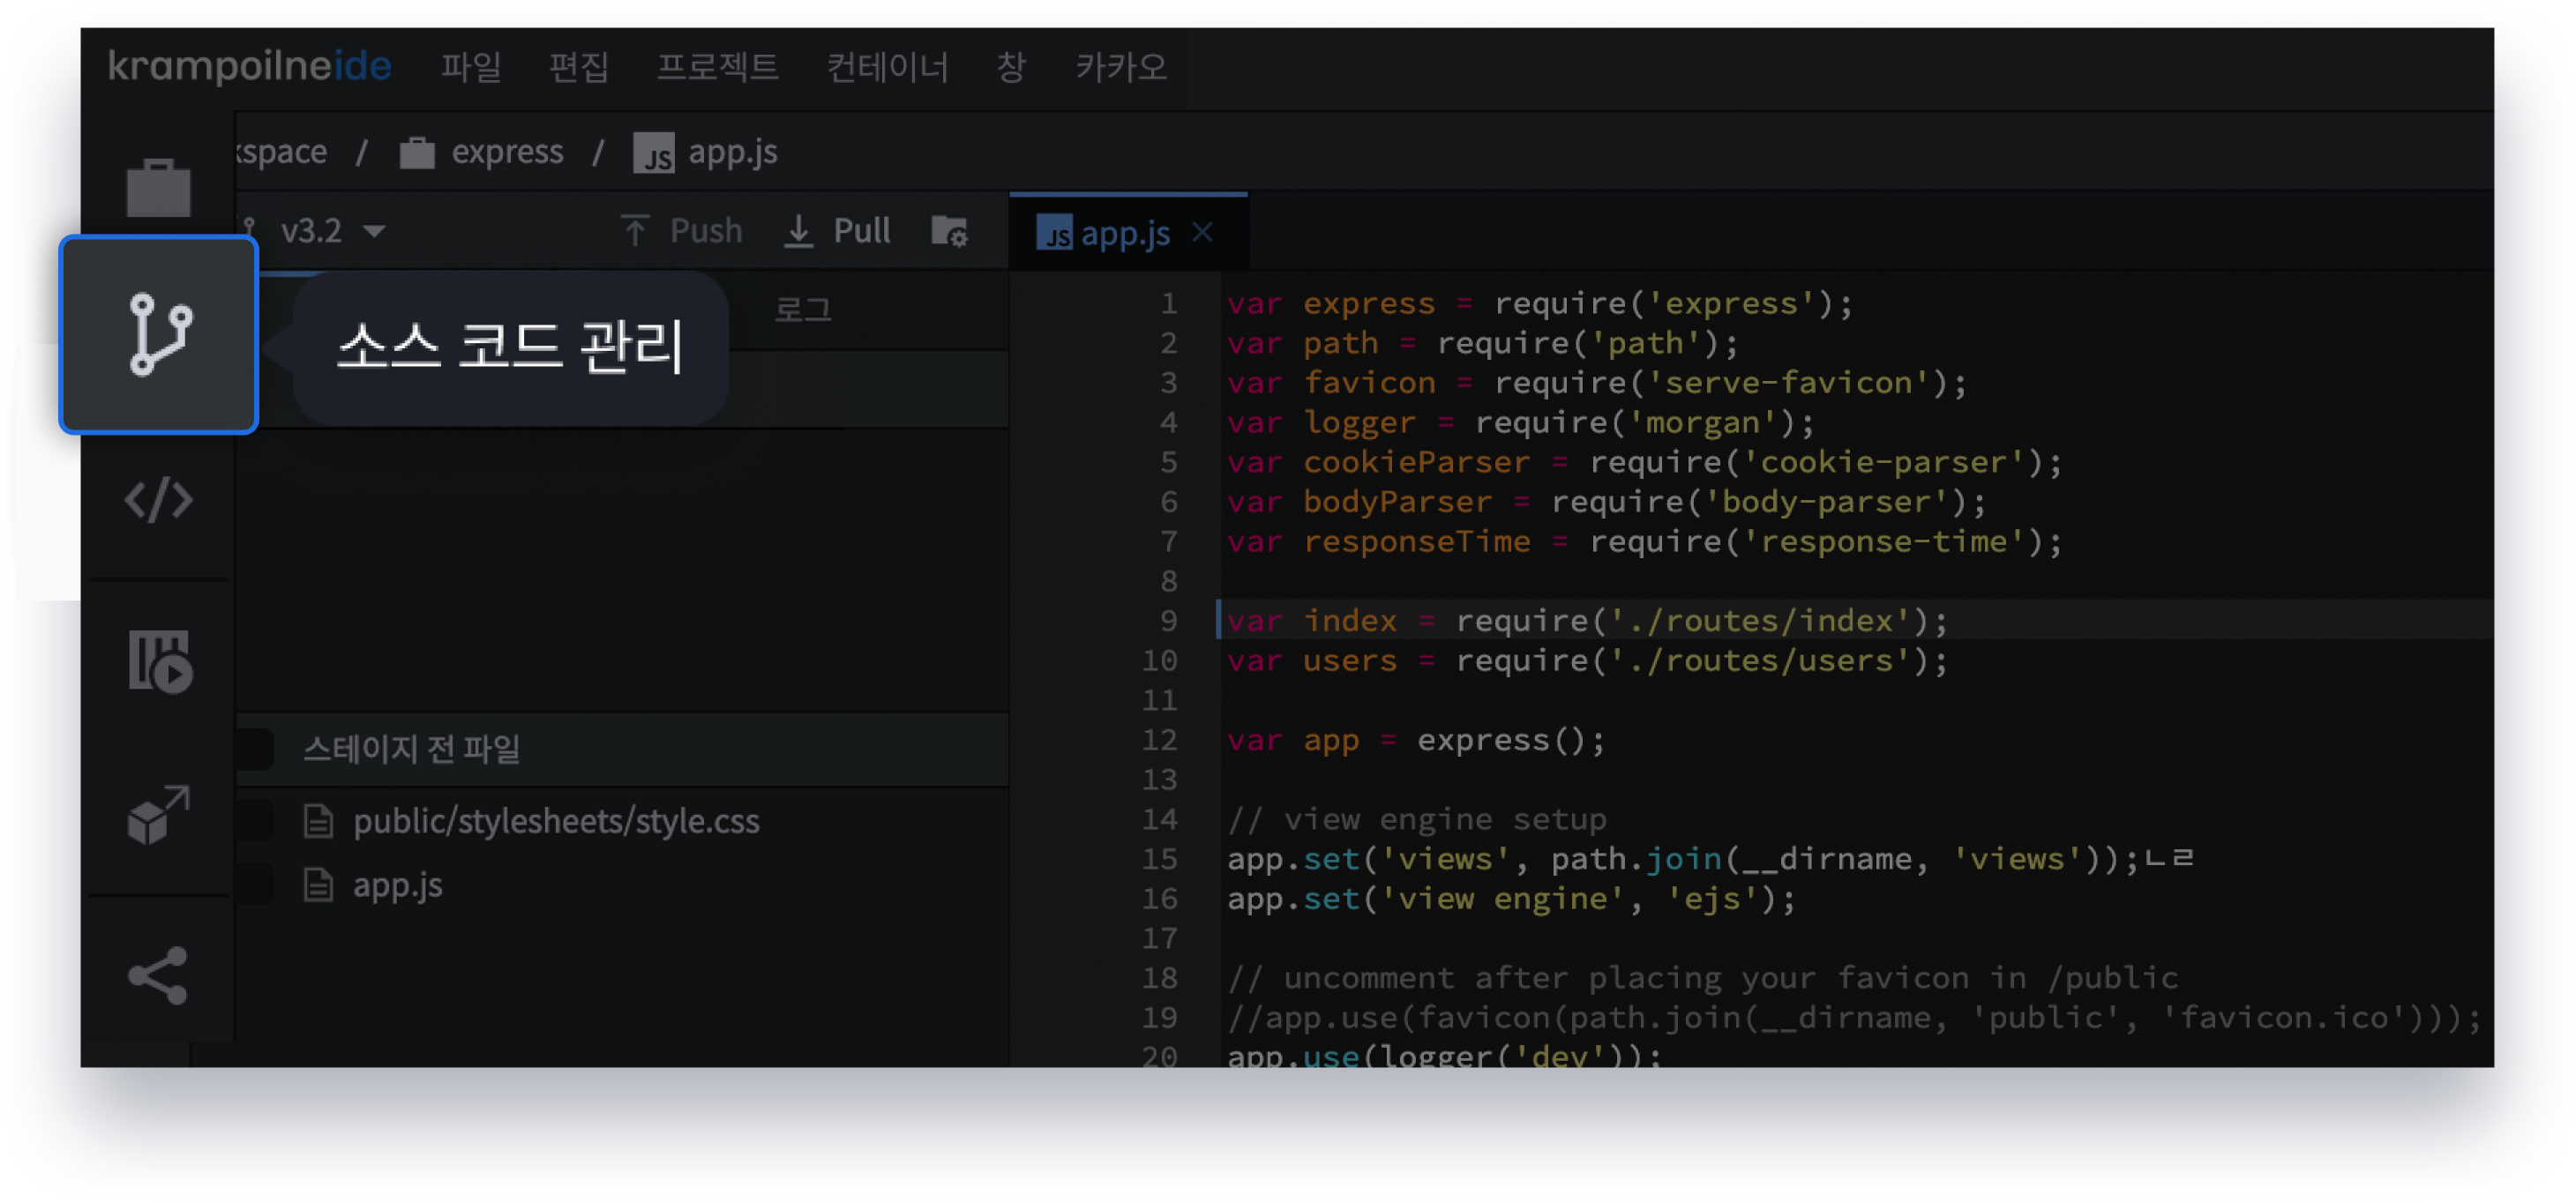 krampoilneide 파일 편집 프로젝트 컨테이너 창 카카오
kspace / express / JS app.js
v3.2 Push Pull
JS app.js ×
소스 코드 관리
로그
스테이지 전 파일
public/stylesheets/style.css
app.js
1 var express = require('express');
2 var path = require('path');
3 var favicon = require('serve-favicon');
4 var logger = require('morgan');
5 var cookieParser = require('cookie-parser');
6 var bodyParser = require('body-parser');
7 var responseTime = require('response-time');
8
9 var index = require('./routes/index');
10 var users = require('./routes/users');
11
12 var app = express();
13
14 // view engine setup
15 app.set('views', path.join(__dirname, 'views'));ㄴㄹ
16 app.set('view engine', 'ejs');
17
18 // uncomment after placing your favicon in /public
19 //app.use(favicon(path.join(__dirname, 'public', 'favicon.ico')));
20 app.use(logger('dev'));